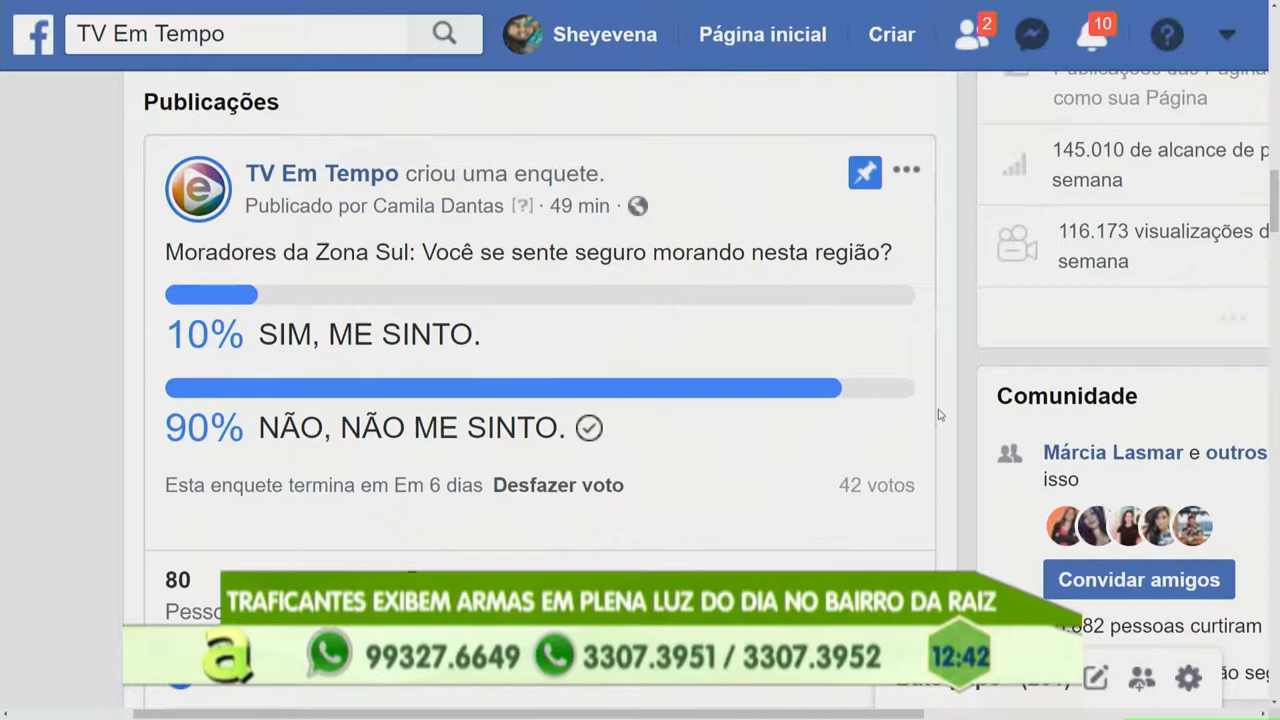 TV Em Tempo
Sheyevena
Página inicial
Criar
2
10
Publicações
como sua Página
TV Em Tempo criou uma enquete.
Publicado por Camila Dantas [?] · 49 min ·
145.010 de alcance de p
semana
116.173 visualizações d
semana
Moradores da Zona Sul: Você se sente seguro morando nesta região?
10% SIM, ME SINTO.
90% NÃO, NÃO ME SINTO.
Esta enquete termina em Em 6 dias Desfazer voto
42 votos
Comunidade
Márcia Lasmar e outros
isso
Convidar amigos
80
TRAFICANTES EXIBEM ARMAS EM PLENA LUZ DO DIA NO BAIRRO DA RAIZ
pessoas curtiram
a 99327.6649 3307.3951 / 3307.3952 12:42